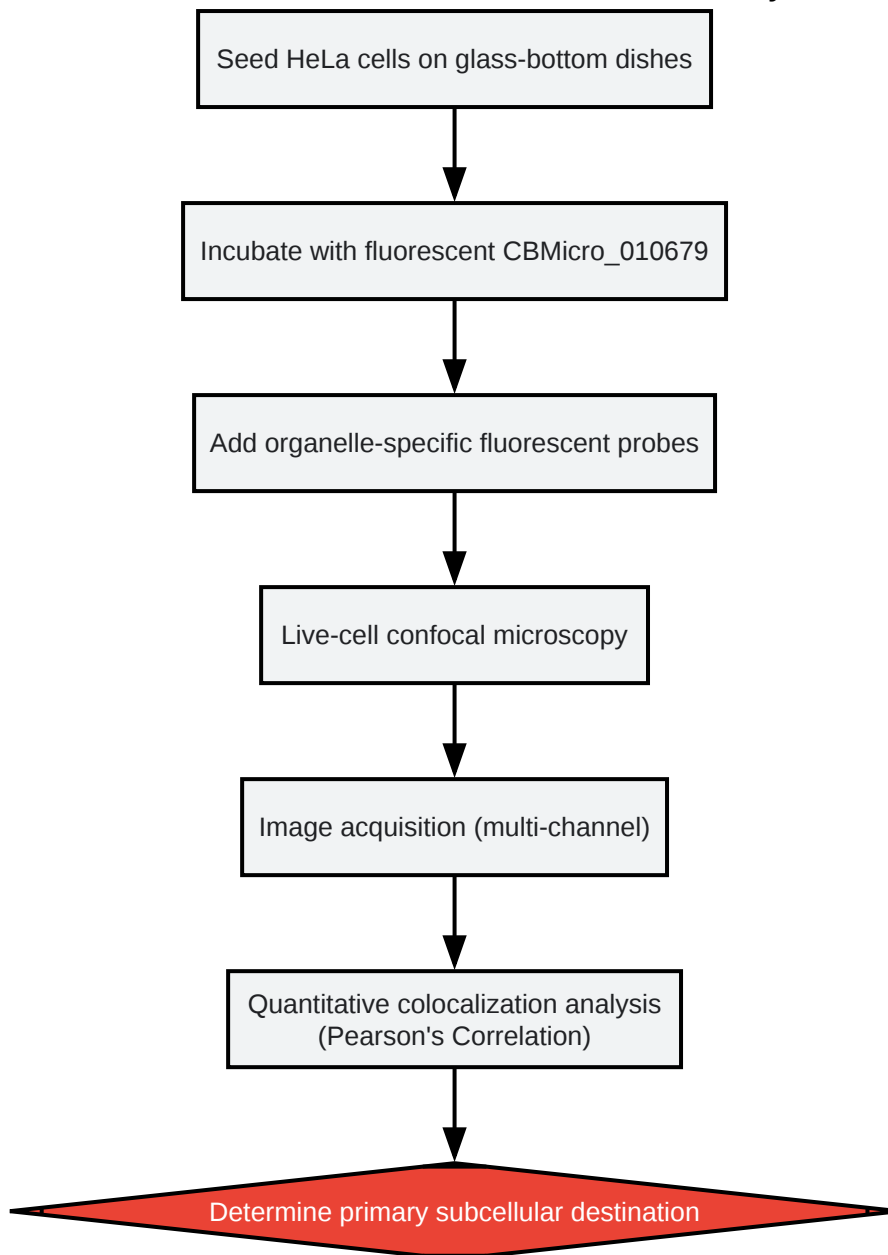 Seed HeLa cells on glass-bottom dishes
Incubate with fluorescent CBMicro_010679
Add organelle-specific fluorescent probes
Live-cell confocal microscopy
Image acquisition (multi-channel)
Quantitative colocalization analysis
(Pearson's Correlation)
Determine primary subcellular destination